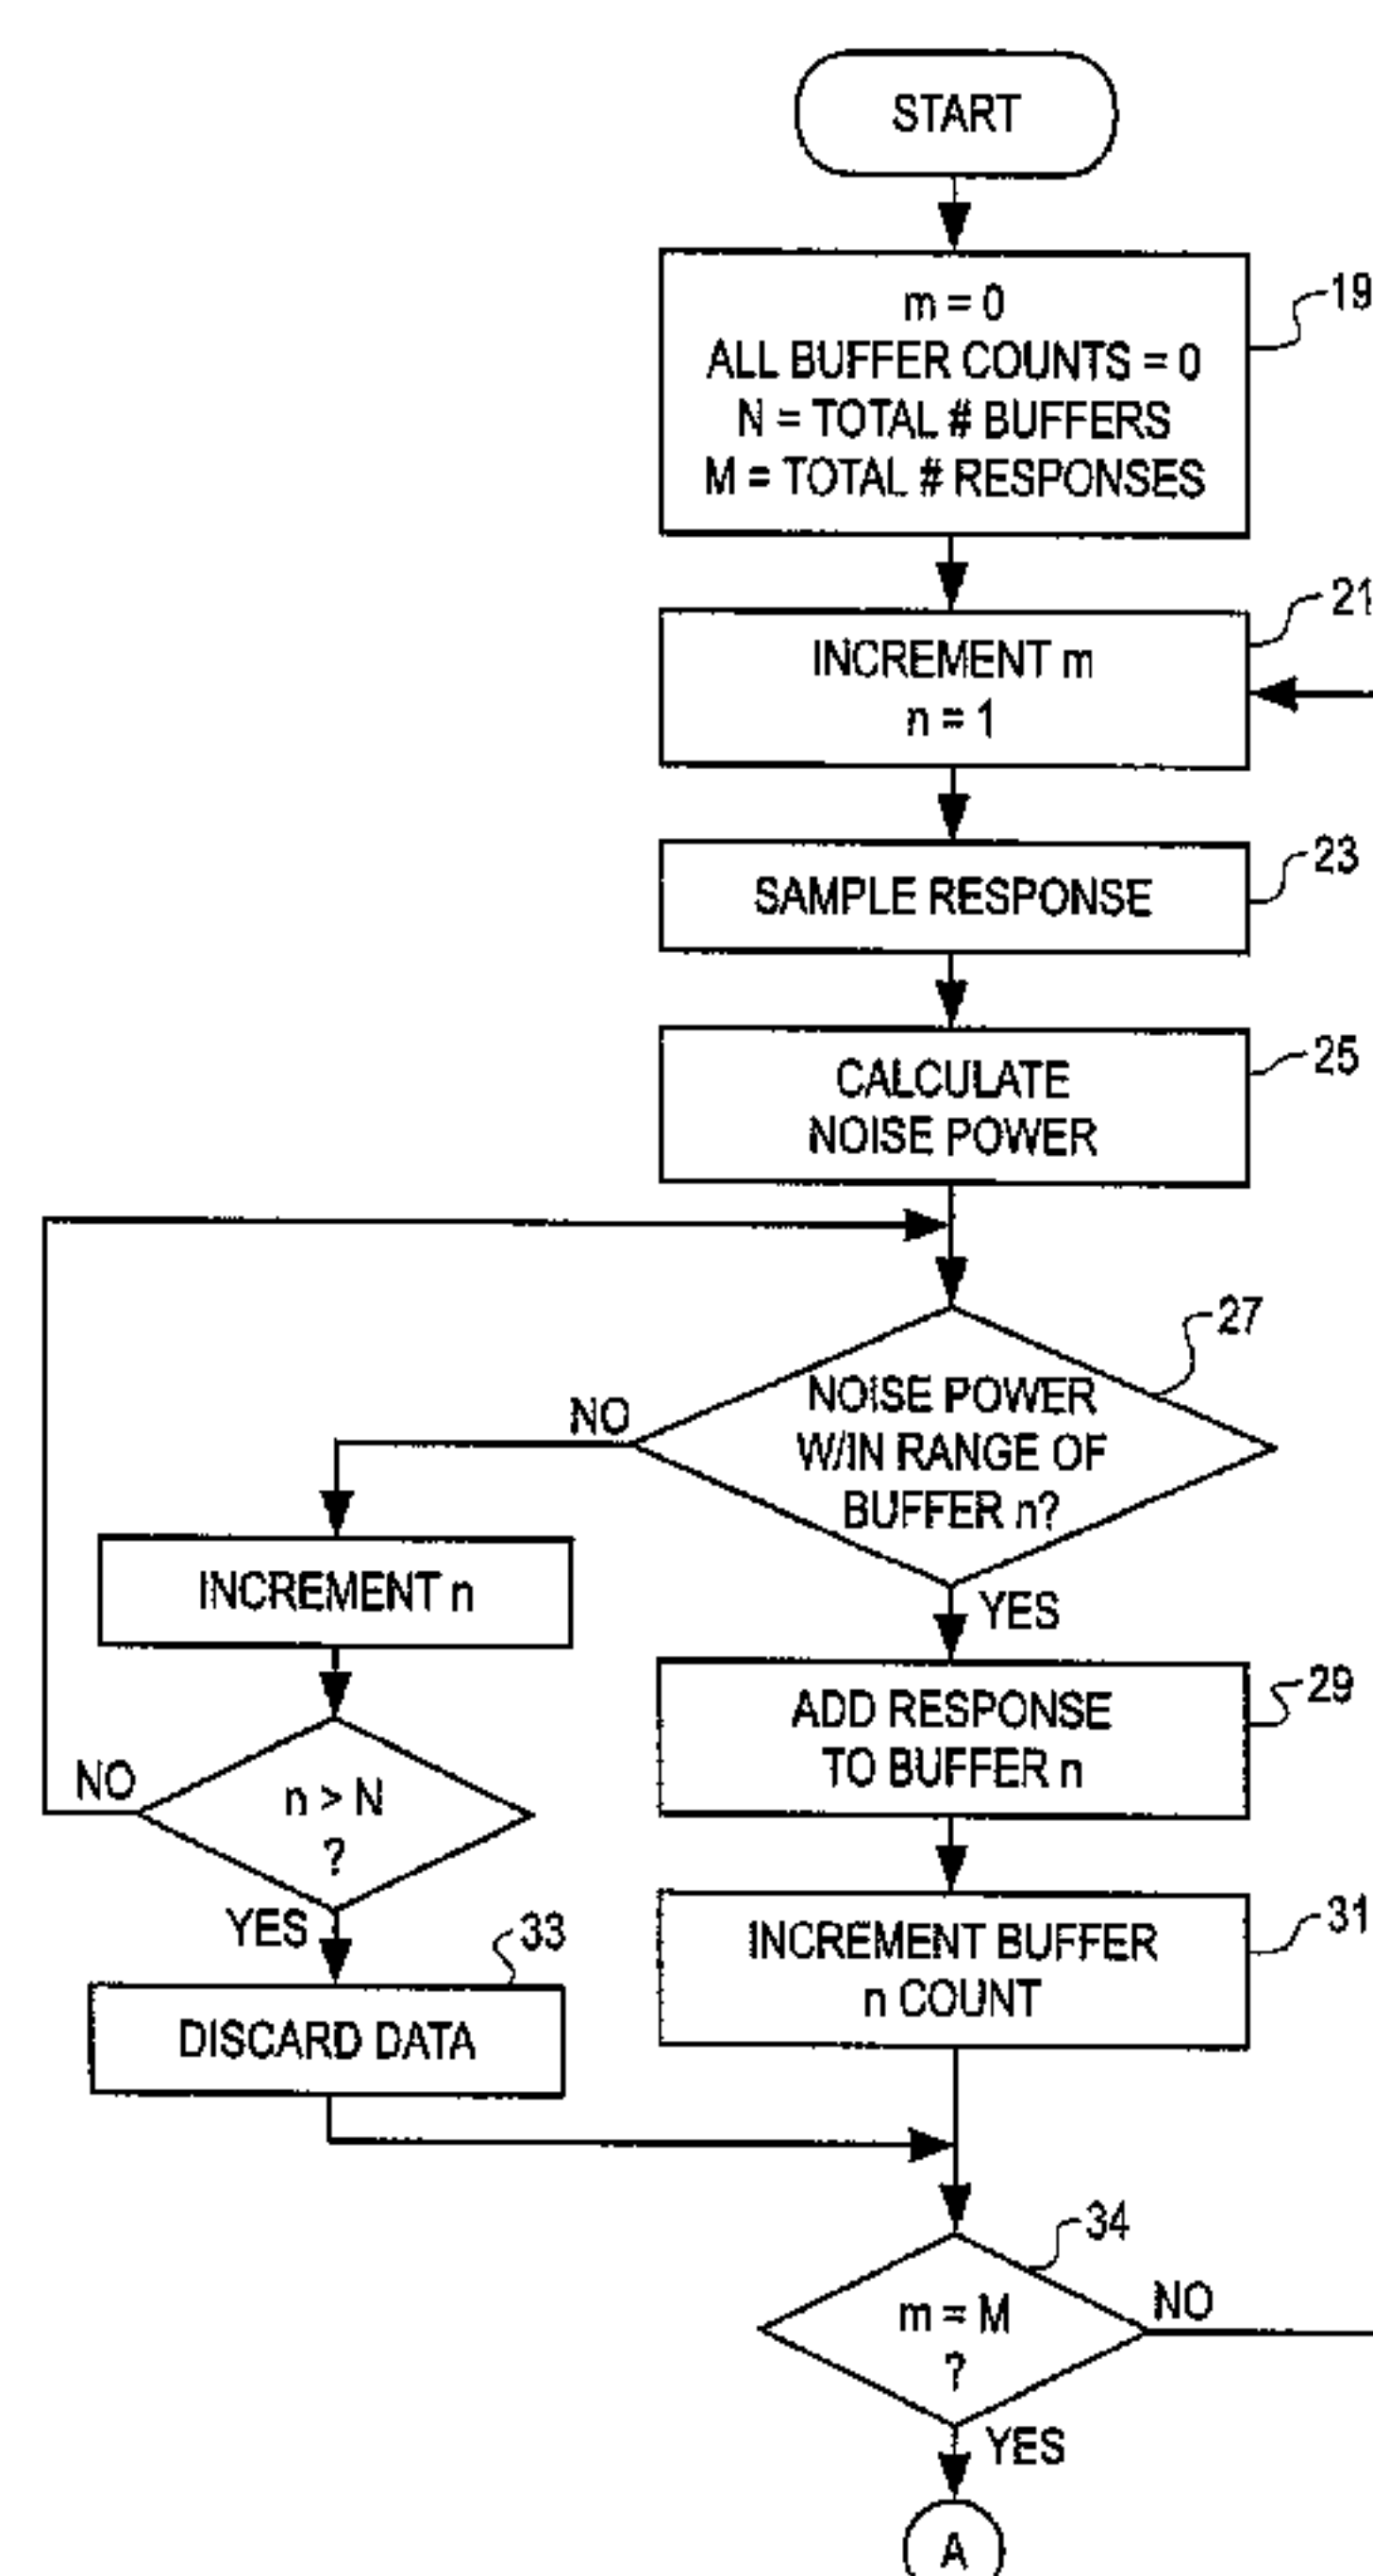 START
m = 0
ALL BUFFER COUNTS = 0
N = TOTAL # BUFFERS
M = TOTAL # RESPONSES
19
INCREMENT m
n = 1
21
SAMPLE RESPONSE
23
CALCULATE
NOISE POWER
25
NOISE POWER
W/IN RANGE OF
BUFFER n?
27
NO
YES
INCREMENT n
ADD RESPONSE
TO BUFFER n
29
n > N
?
NO
YES
INCREMENT BUFFER
n COUNT
31
DISCARD DATA
33
m = M
?
34
NO
YES
A